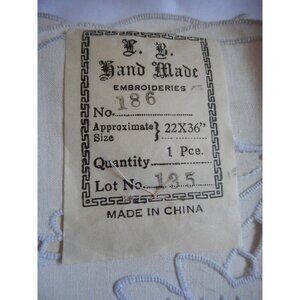 L. B.
Hand Made
EMBROIDERIES
No. 186
Approximate Size } 22X36"
Quantity 1 Pce.
Lot No. 135
MADE IN CHINA